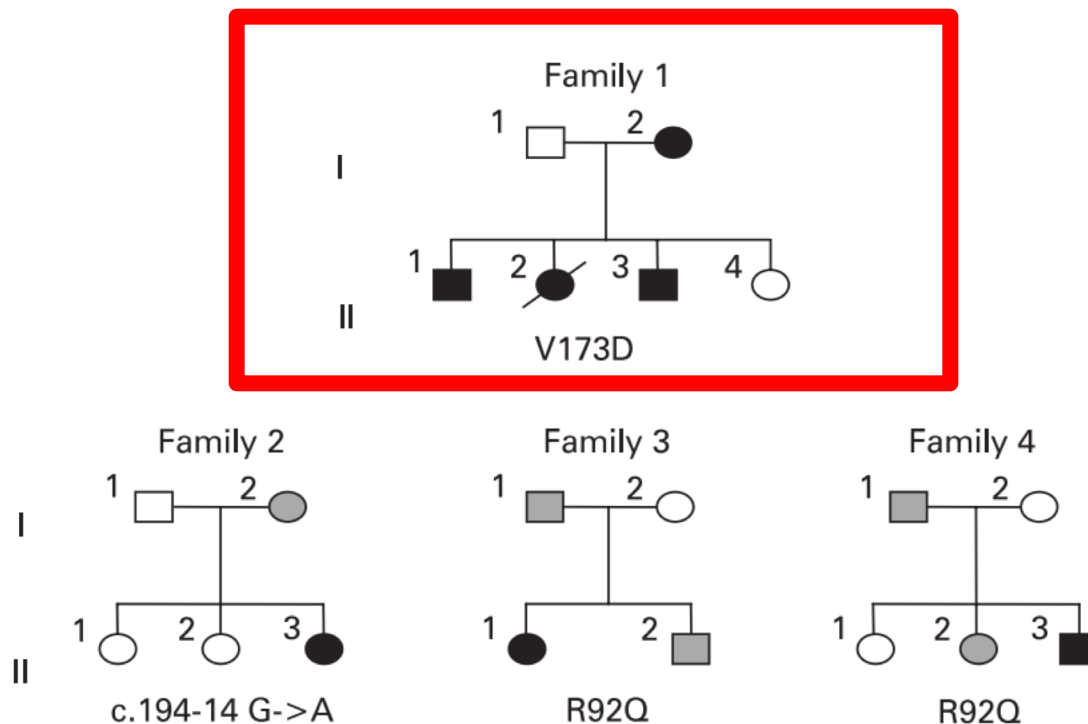 Family 1
1 2
I
1 2 3 4
II
V173D
Family 2 Family 3 Family 4
1 2 1 2 1 2
I
1 2 3 1 2 1 2 3
II
c.194-14 G->A R92Q R92Q